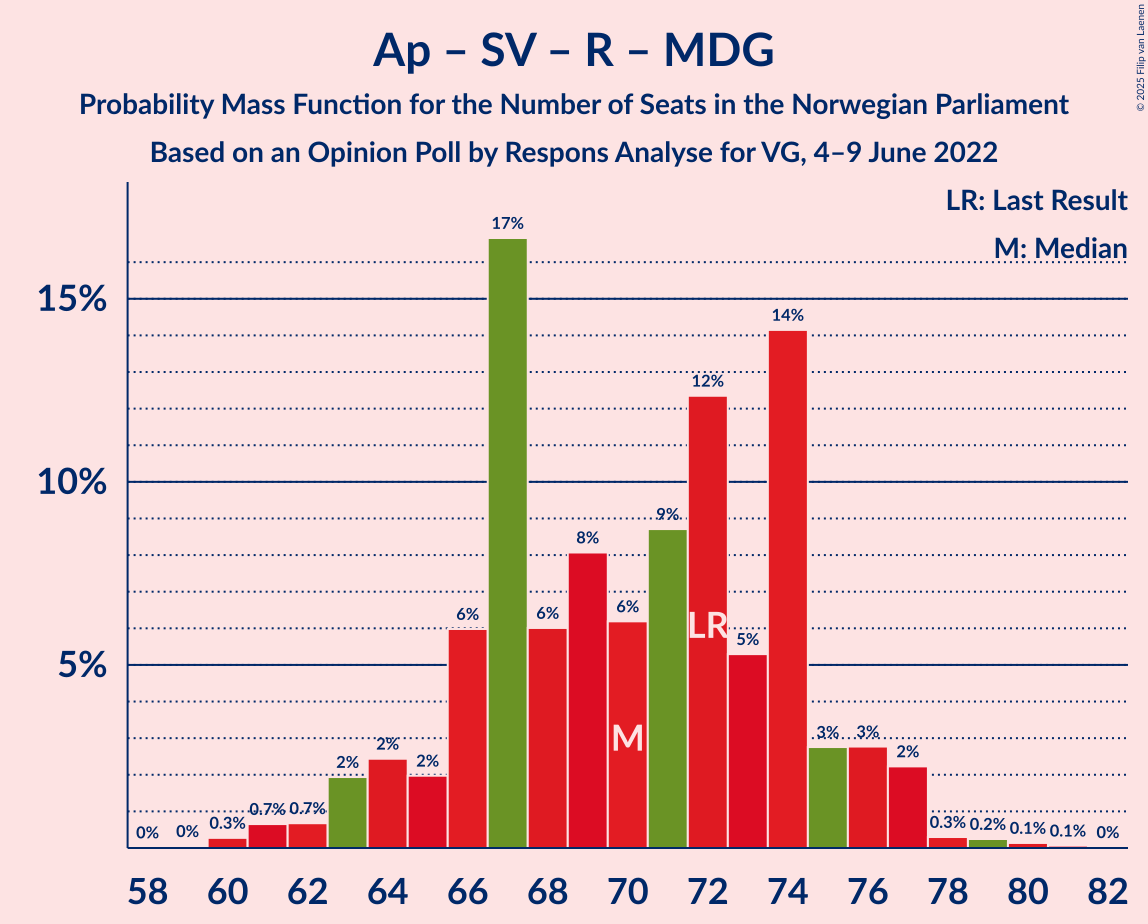 Ap – SV – R – MDG
Probability Mass Function for the Number of Seats in the Norwegian Parliament
Based on an Opinion Poll by Respons Analyse for VG, 4–9 June 2022
© 2025 Filip van Laenen
LR: Last Result
M: Median
15%
10%
5%
0% 0% 0.3% 0.7% 0.7% 2% 2% 2% 6% 17% 6% 8% 6% 9% 12% 5% 14% 3% 3% 2% 0.3% 0.2% 0.1% 0.1% 0%
LR
M
58 60 62 64 66 68 70 72 74 76 78 80 82